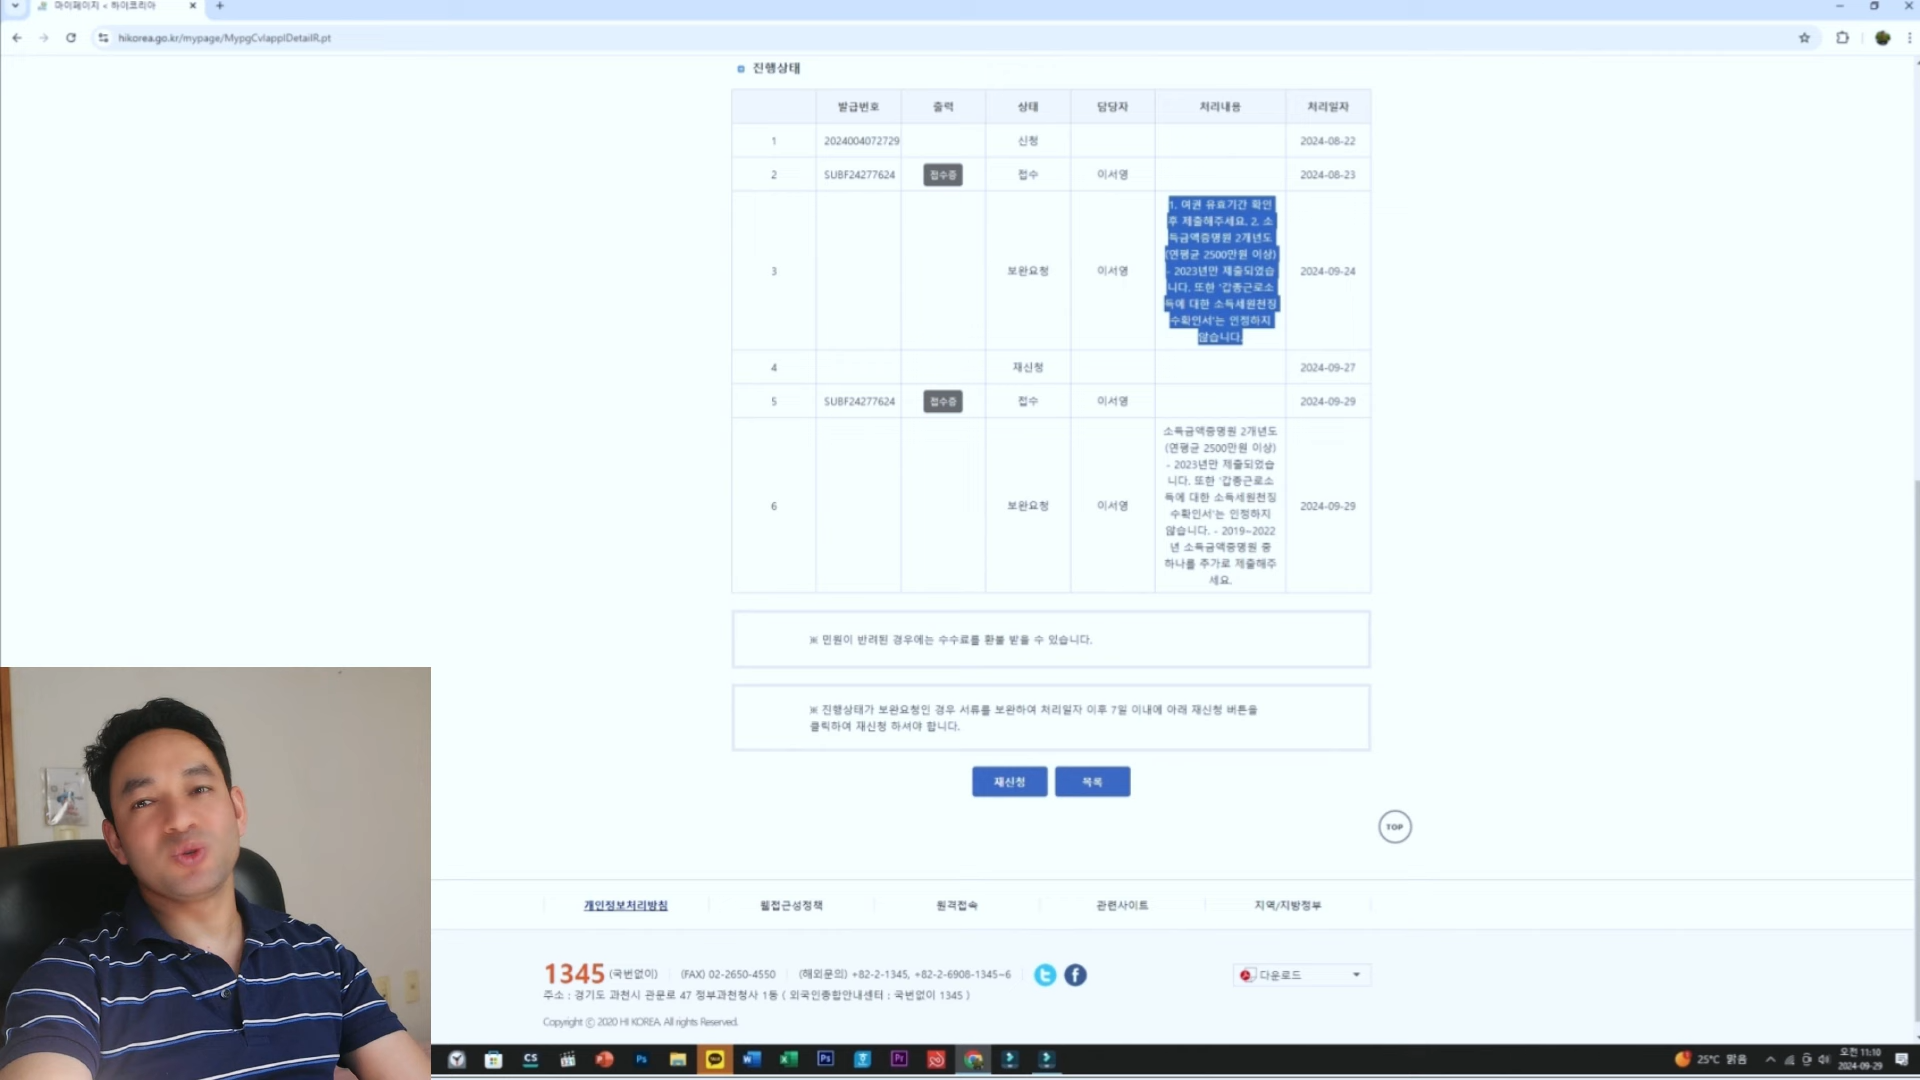 마이페이지 < 하이코리아
hikorea.go.kr/mypage/MypgCvlapplDetailR.pt
진행상태
발급번호 출력 상태 담당자 처리내용 처리일자
1 2024004072729 신청 2024-08-22
2 SUBF24277624 접수증 접수 이서영 2024-08-23
1. 여권 유효기간 확인
후 제출해주세요. 2. 소
득금액증명원 2개년도
(연평균 2500만원 이상)
3 보완요청 이서영 - 2023년만 제출되었습 2024-09-24
니다. 또한 '갑종근로소
득에 대한 소득세원천징
수확인서'는 인정하지
않습니다.
4 재신청 2024-09-27
5 SUBF24277624 접수증 접수 이서영 2024-09-29
소득금액증명원 2개년도
(연평균 2500만원 이상)
- 2023년만 제출되었습
니다. 또한 '갑종근로소
득에 대한 소득세원천징
6 보완요청 이서영 수확인서'는 인정하지 2024-09-29
않습니다. - 2019~2022
년 소득금액증명원 중
하나를 추가로 제출해주
세요.
※ 민원이 반려된 경우에는 수수료를 환불 받을 수 있습니다.
※ 진행상태가 보완요청인 경우 서류를 보완하여 처리일자 이후 7일 이내에 아래 재신청 버튼을
클릭하여 재신청 하셔야 합니다.
재신청 목록
TOP
개인정보처리방침 웹접근성정책 원격접속 관련사이트 지역/지방정부
1345 (국번없이) (FAX) 02-2650-4550 (해외문의) +82-2-1345, +82-2-6908-1345~6 다운로드
주소 : 경기도 과천시 관문로 47 정부과천청사 1동 ( 외국인종합안내센터 : 국번없이 1345 )
Copyright ⓒ 2020 HI KOREA. All rights Reserved.
CS Ps Ps Pr
25°C 맑음
오전 11:10
2024-09-29